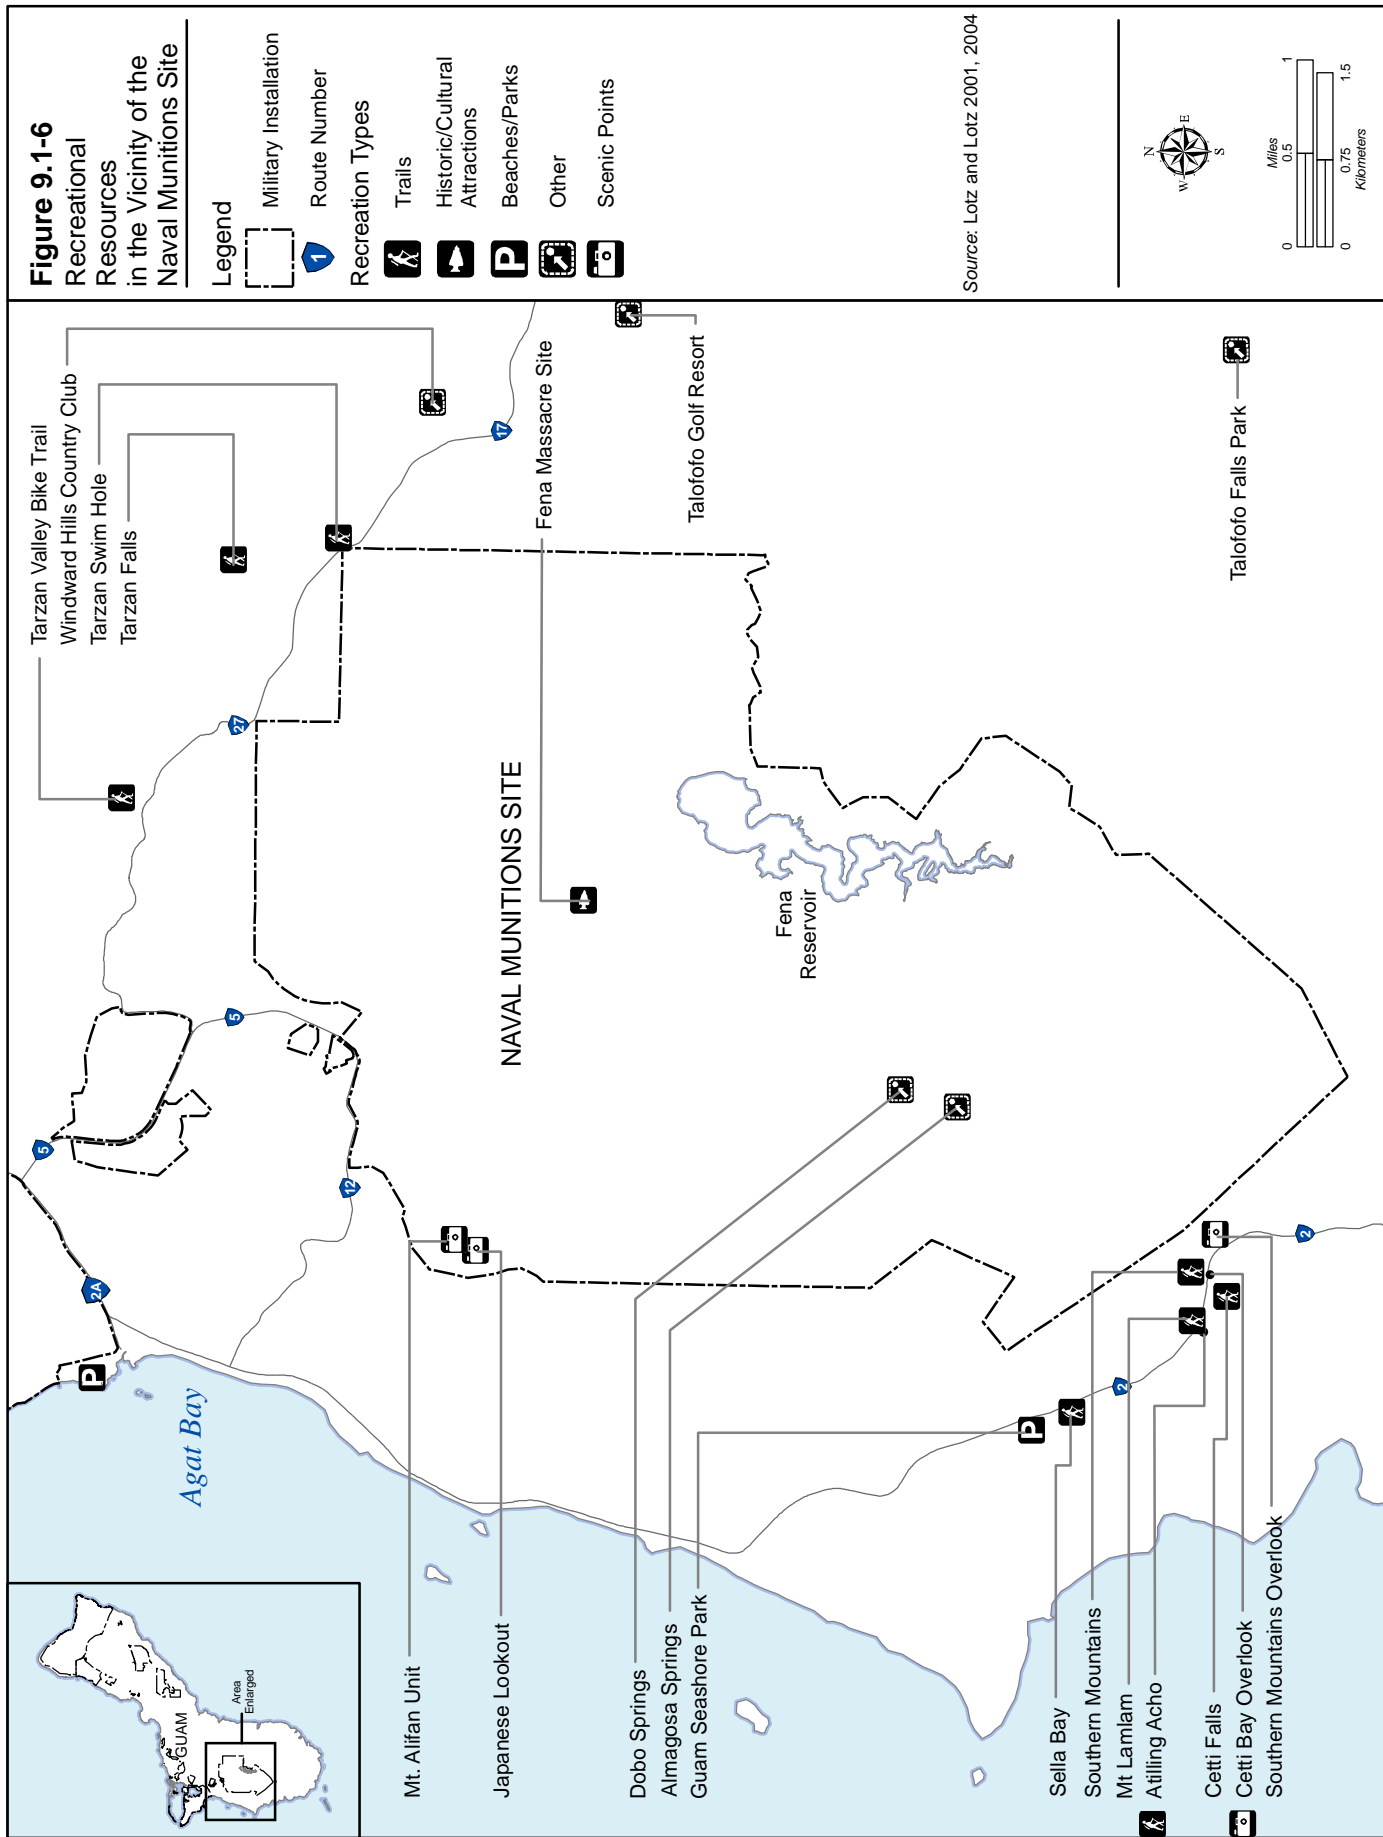 Figure 9.1-6
Recreational
Resources
in the Vicinity of the
Naval Munitions Site
Legend
Military Installation
1
Route Number
Recreation Types
Trails
Historic/Cultural
Attractions
P
Beaches/Parks
Other
Scenic Points
Source: Lotz and Lotz 2001, 2004
N
W
E
S
Miles
0
0.5
1
0
0.75
1.5
Kilometers
Tarzan Valley Bike Trail
Windward Hills Country Club
Tarzan Swim Hole
Tarzan Falls
17
27
5
5
12
2A
P
Agat Bay
GUAM
Area
Enlarged
Fena Massacre Site
NAVAL MUNITIONS SITE
Mt. Alifan Unit
Japanese Lookout
Talofofo Golf Resort
Fena
Reservoir
Dobo Springs
Almagosa Springs
Guam Seashore Park
P
2
2
Sella Bay
Southern Mountains
Mt Lamlam
Atilling Acho
Cetti Falls
Cetti Bay Overlook
Southern Mountains Overlook
Talofofo Falls Park